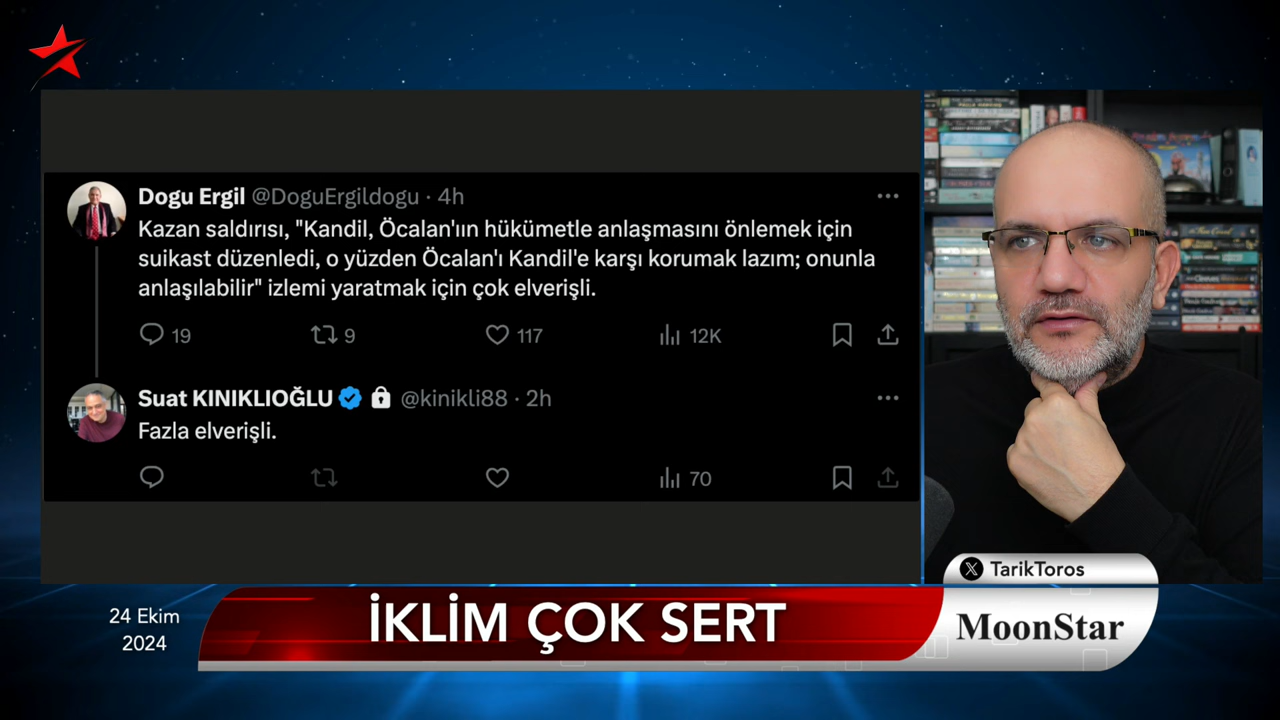 Dogu Ergil @DoguErgildogu · 4h
Kazan saldırısı, "Kandil, Öcalan'ıın hükümetle anlaşmasını önlemek için
suikast düzenledi, o yüzden Öcalan'ı Kandil'e karşı korumak lazım; onunla
anlaşılabilir" izlemi yaratmak için çok elverişli.
19 9 117 12K
Suat KINIKLIOĞLU @kinikli88 · 2h
Fazla elverişli.
70
X TarikToros
24 Ekim
2024
İKLİM ÇOK SERT
MoonStar